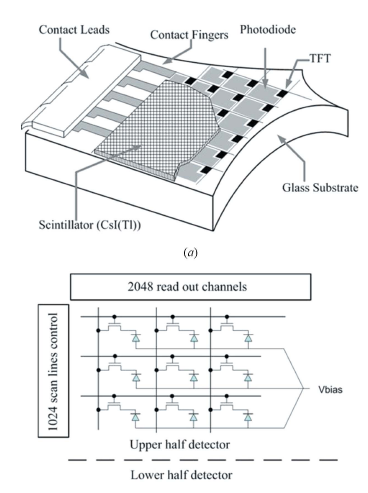 Contact Leads
Contact Fingers
Photodiode
TFT
Glass Substrate
Scintillator (CsI(Tl))
(a)
2048 read out channels
1024 scan lines control
Vbias
Upper half detector
Lower half detector